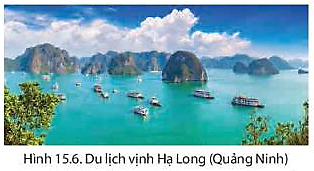 Hình 15.6. Du lịch vịnh Hạ Long (Quảng Ninh)